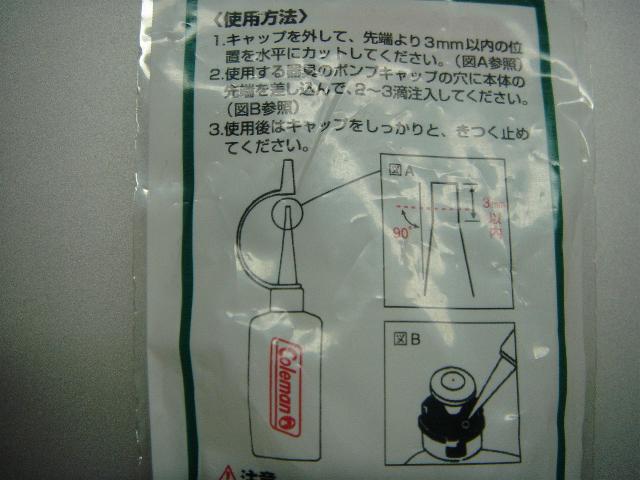 〈使用方法〉
1.キャップを外して、先端より3mm以内の位
置を水平にカットしてください。(図A参照)
2.使用する器具のポンプキャップの穴に本体の
先端を差し込んで、2〜3滴注入してください。
(図B参照)
3.使用後はキャップをしっかりと、きつく止め
てください。
図A
3mm以内
90°
Coleman
図B
注意